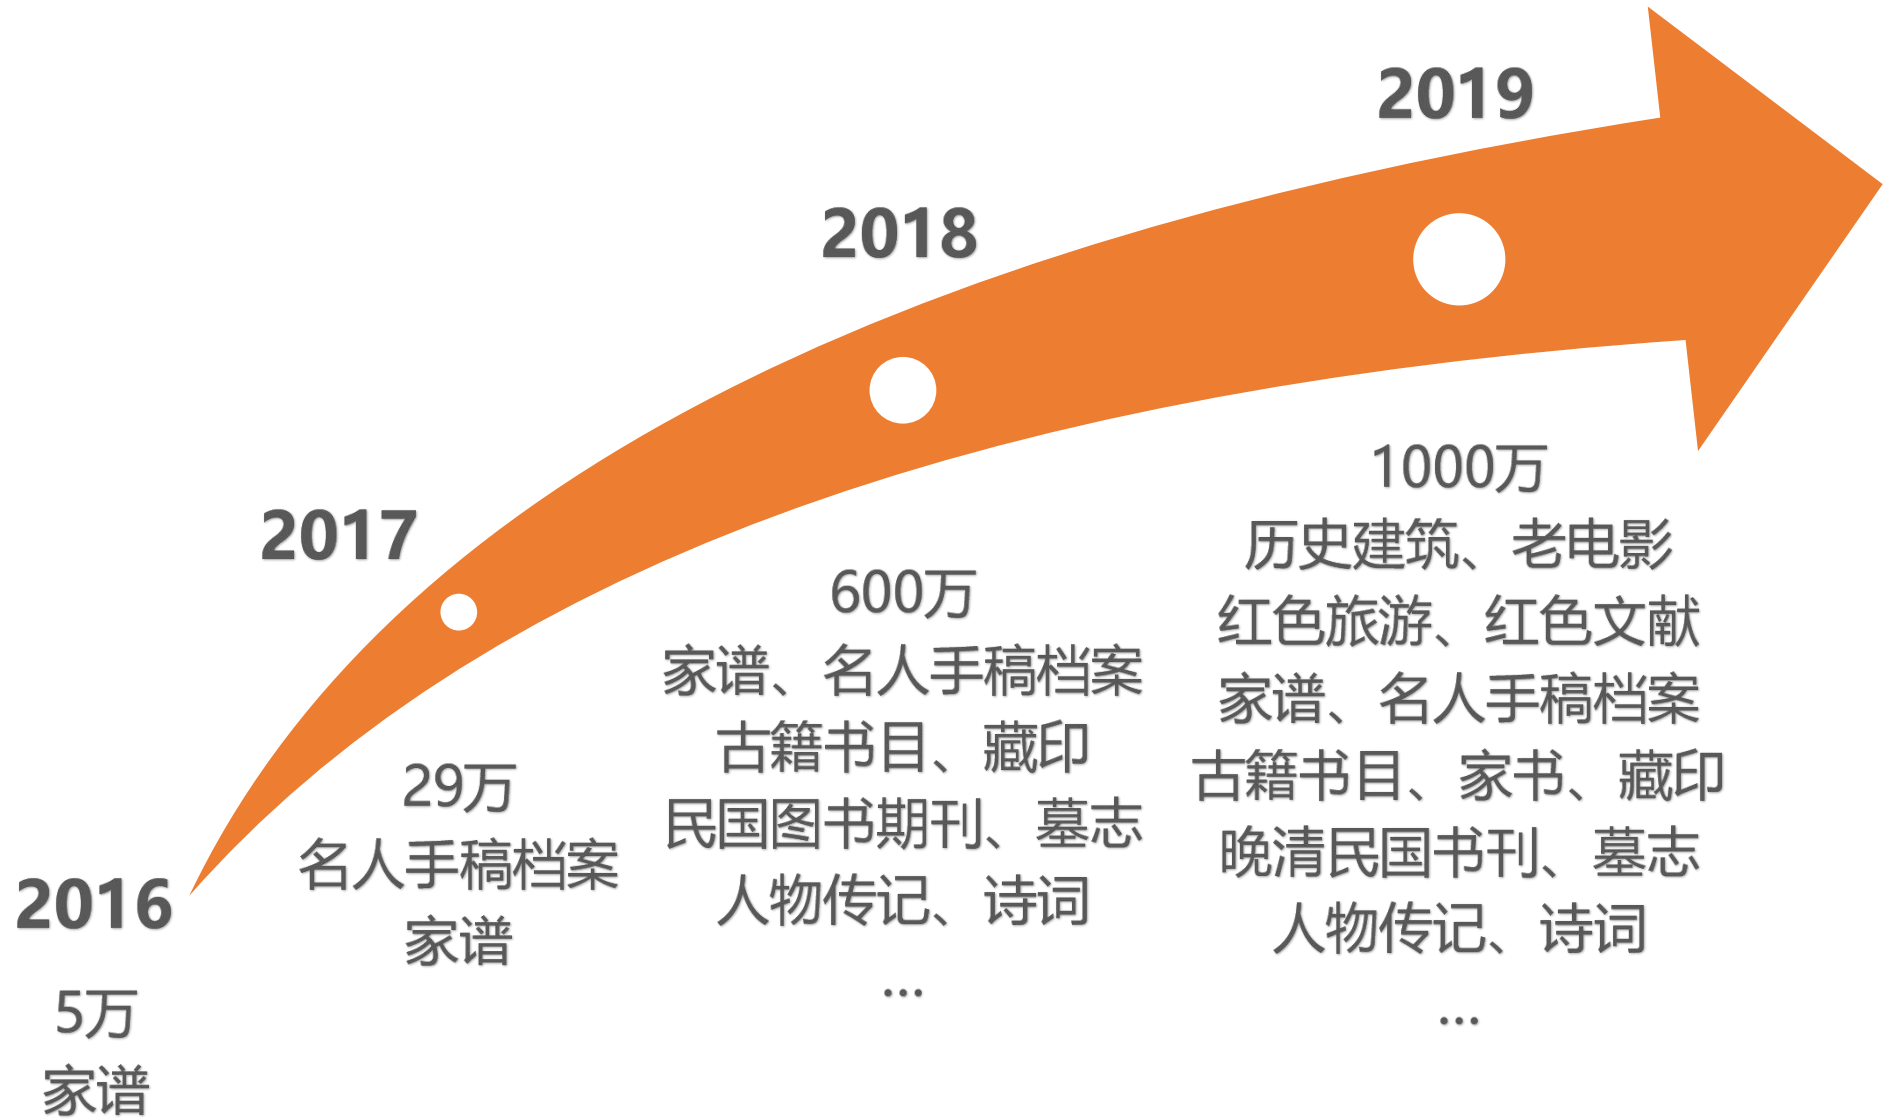 2016
5万
家谱
2017
29万
名人手稿档案
家谱
2018
600万
家谱、名人手稿档案
古籍书目、藏印
民国图书期刊、墓志
人物传记、诗词
...
2019
1000万
历史建筑、老电影
红色旅游、红色文献
家谱、名人手稿档案
古籍书目、家书、藏印
晚清民国书刊、墓志
人物传记、诗词
...